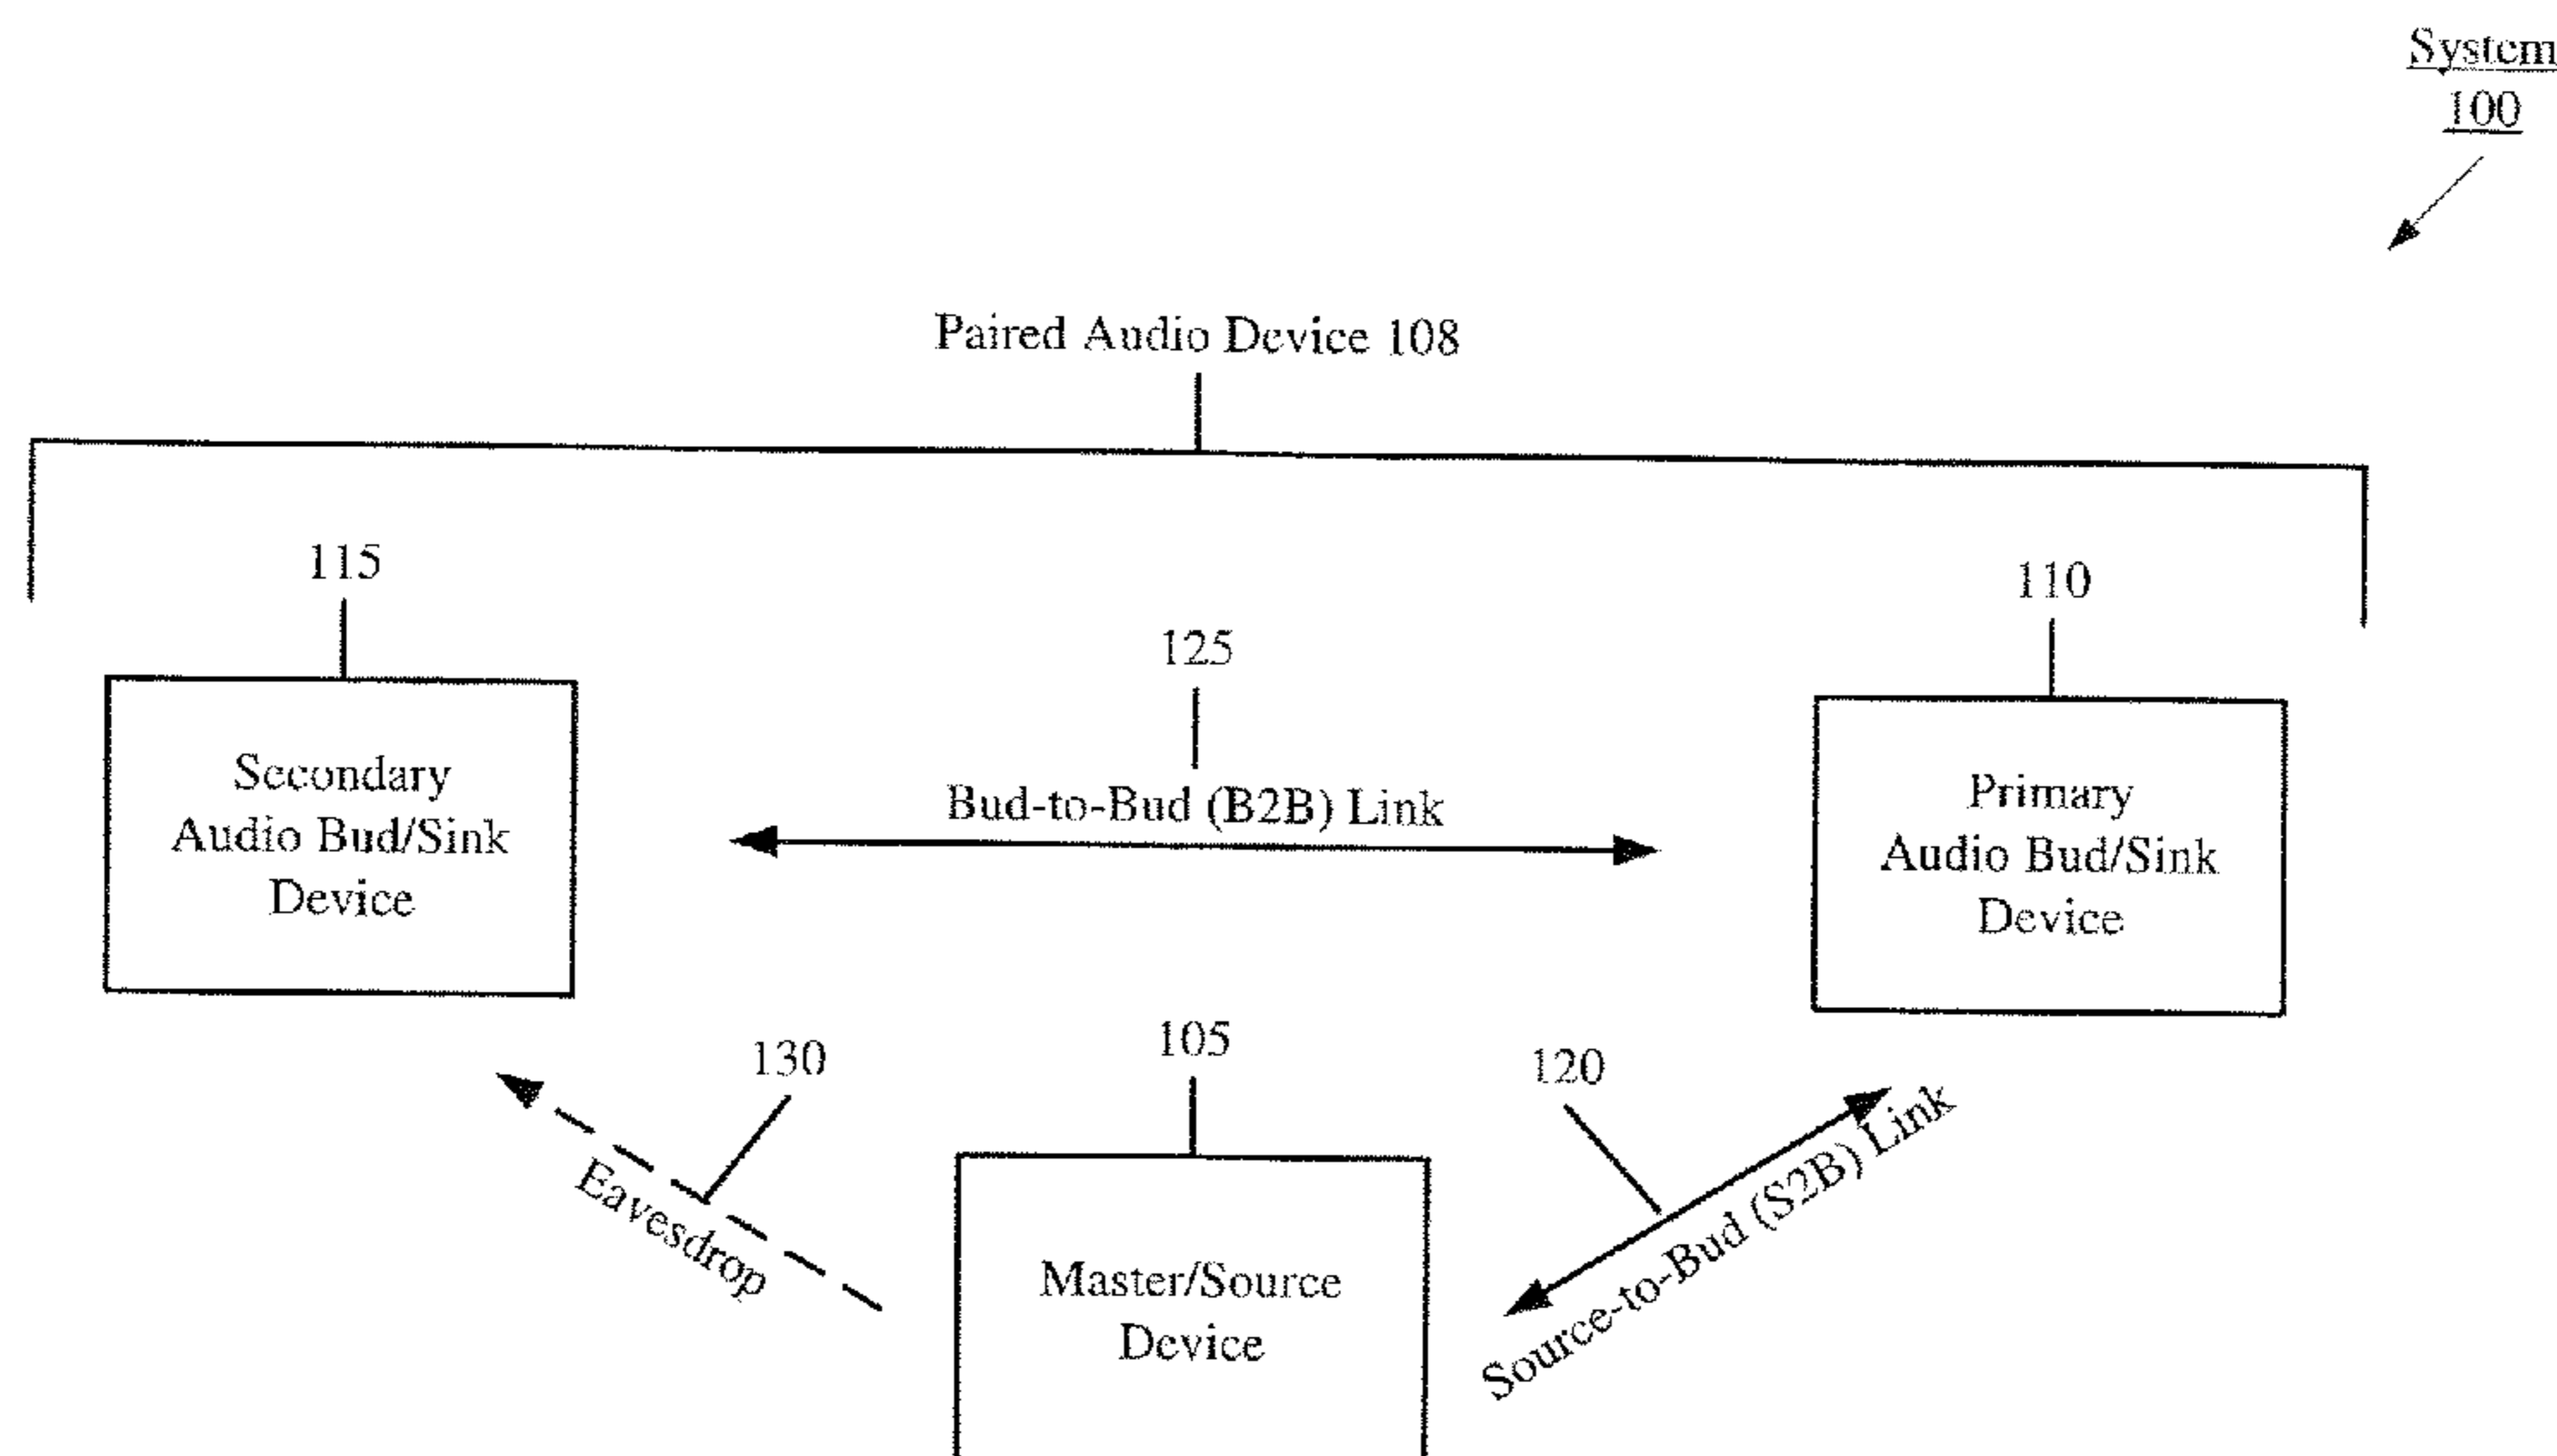 System
100
Paired Audio Device 108
115
110
125
Bud-to-Bud (B2B) Link
Secondary
Audio Bud/Sink
Device
Primary
Audio Bud/Sink
Device
130
105
120
Eavesdrop
Source-to-Bud (S2B) Link
Master/Source
Device